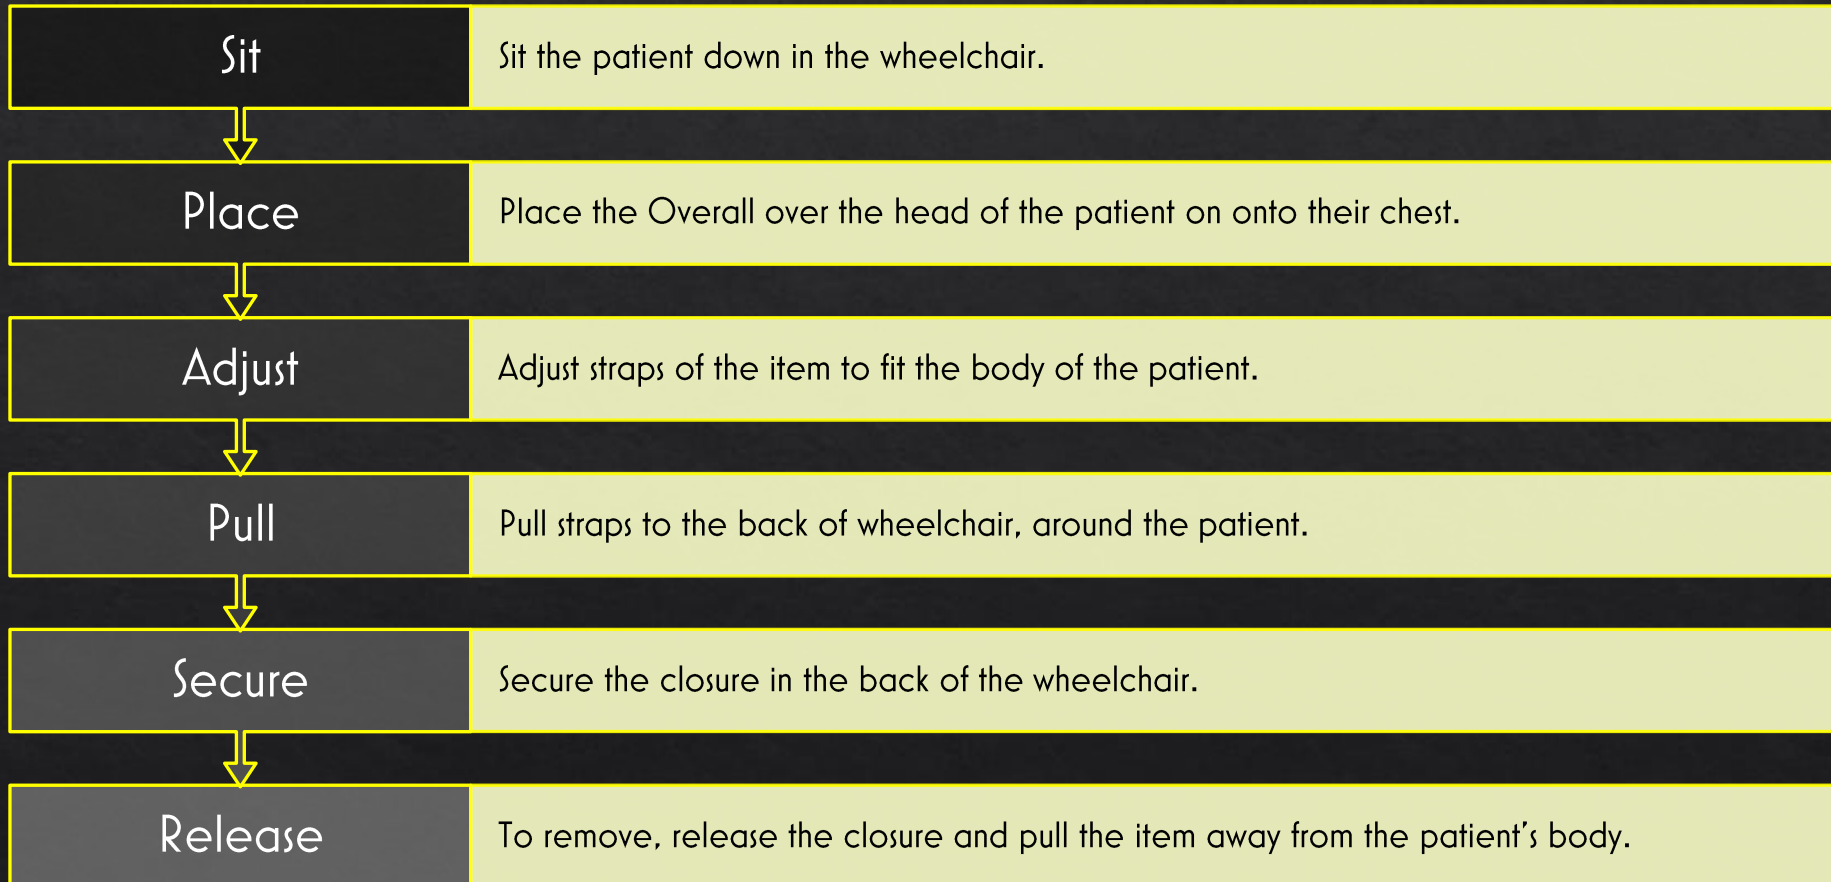 Sit
Sit the patient down in the wheelchair.
Place
Place the Overall over the head of the patient on onto their chest.
Adjust
Adjust straps of the item to fit the body of the patient.
Pull
Pull straps to the back of wheelchair, around the patient.
Secure
Secure the closure in the back of the wheelchair.
Release
To remove, release the closure and pull the item away from the patient’s body.